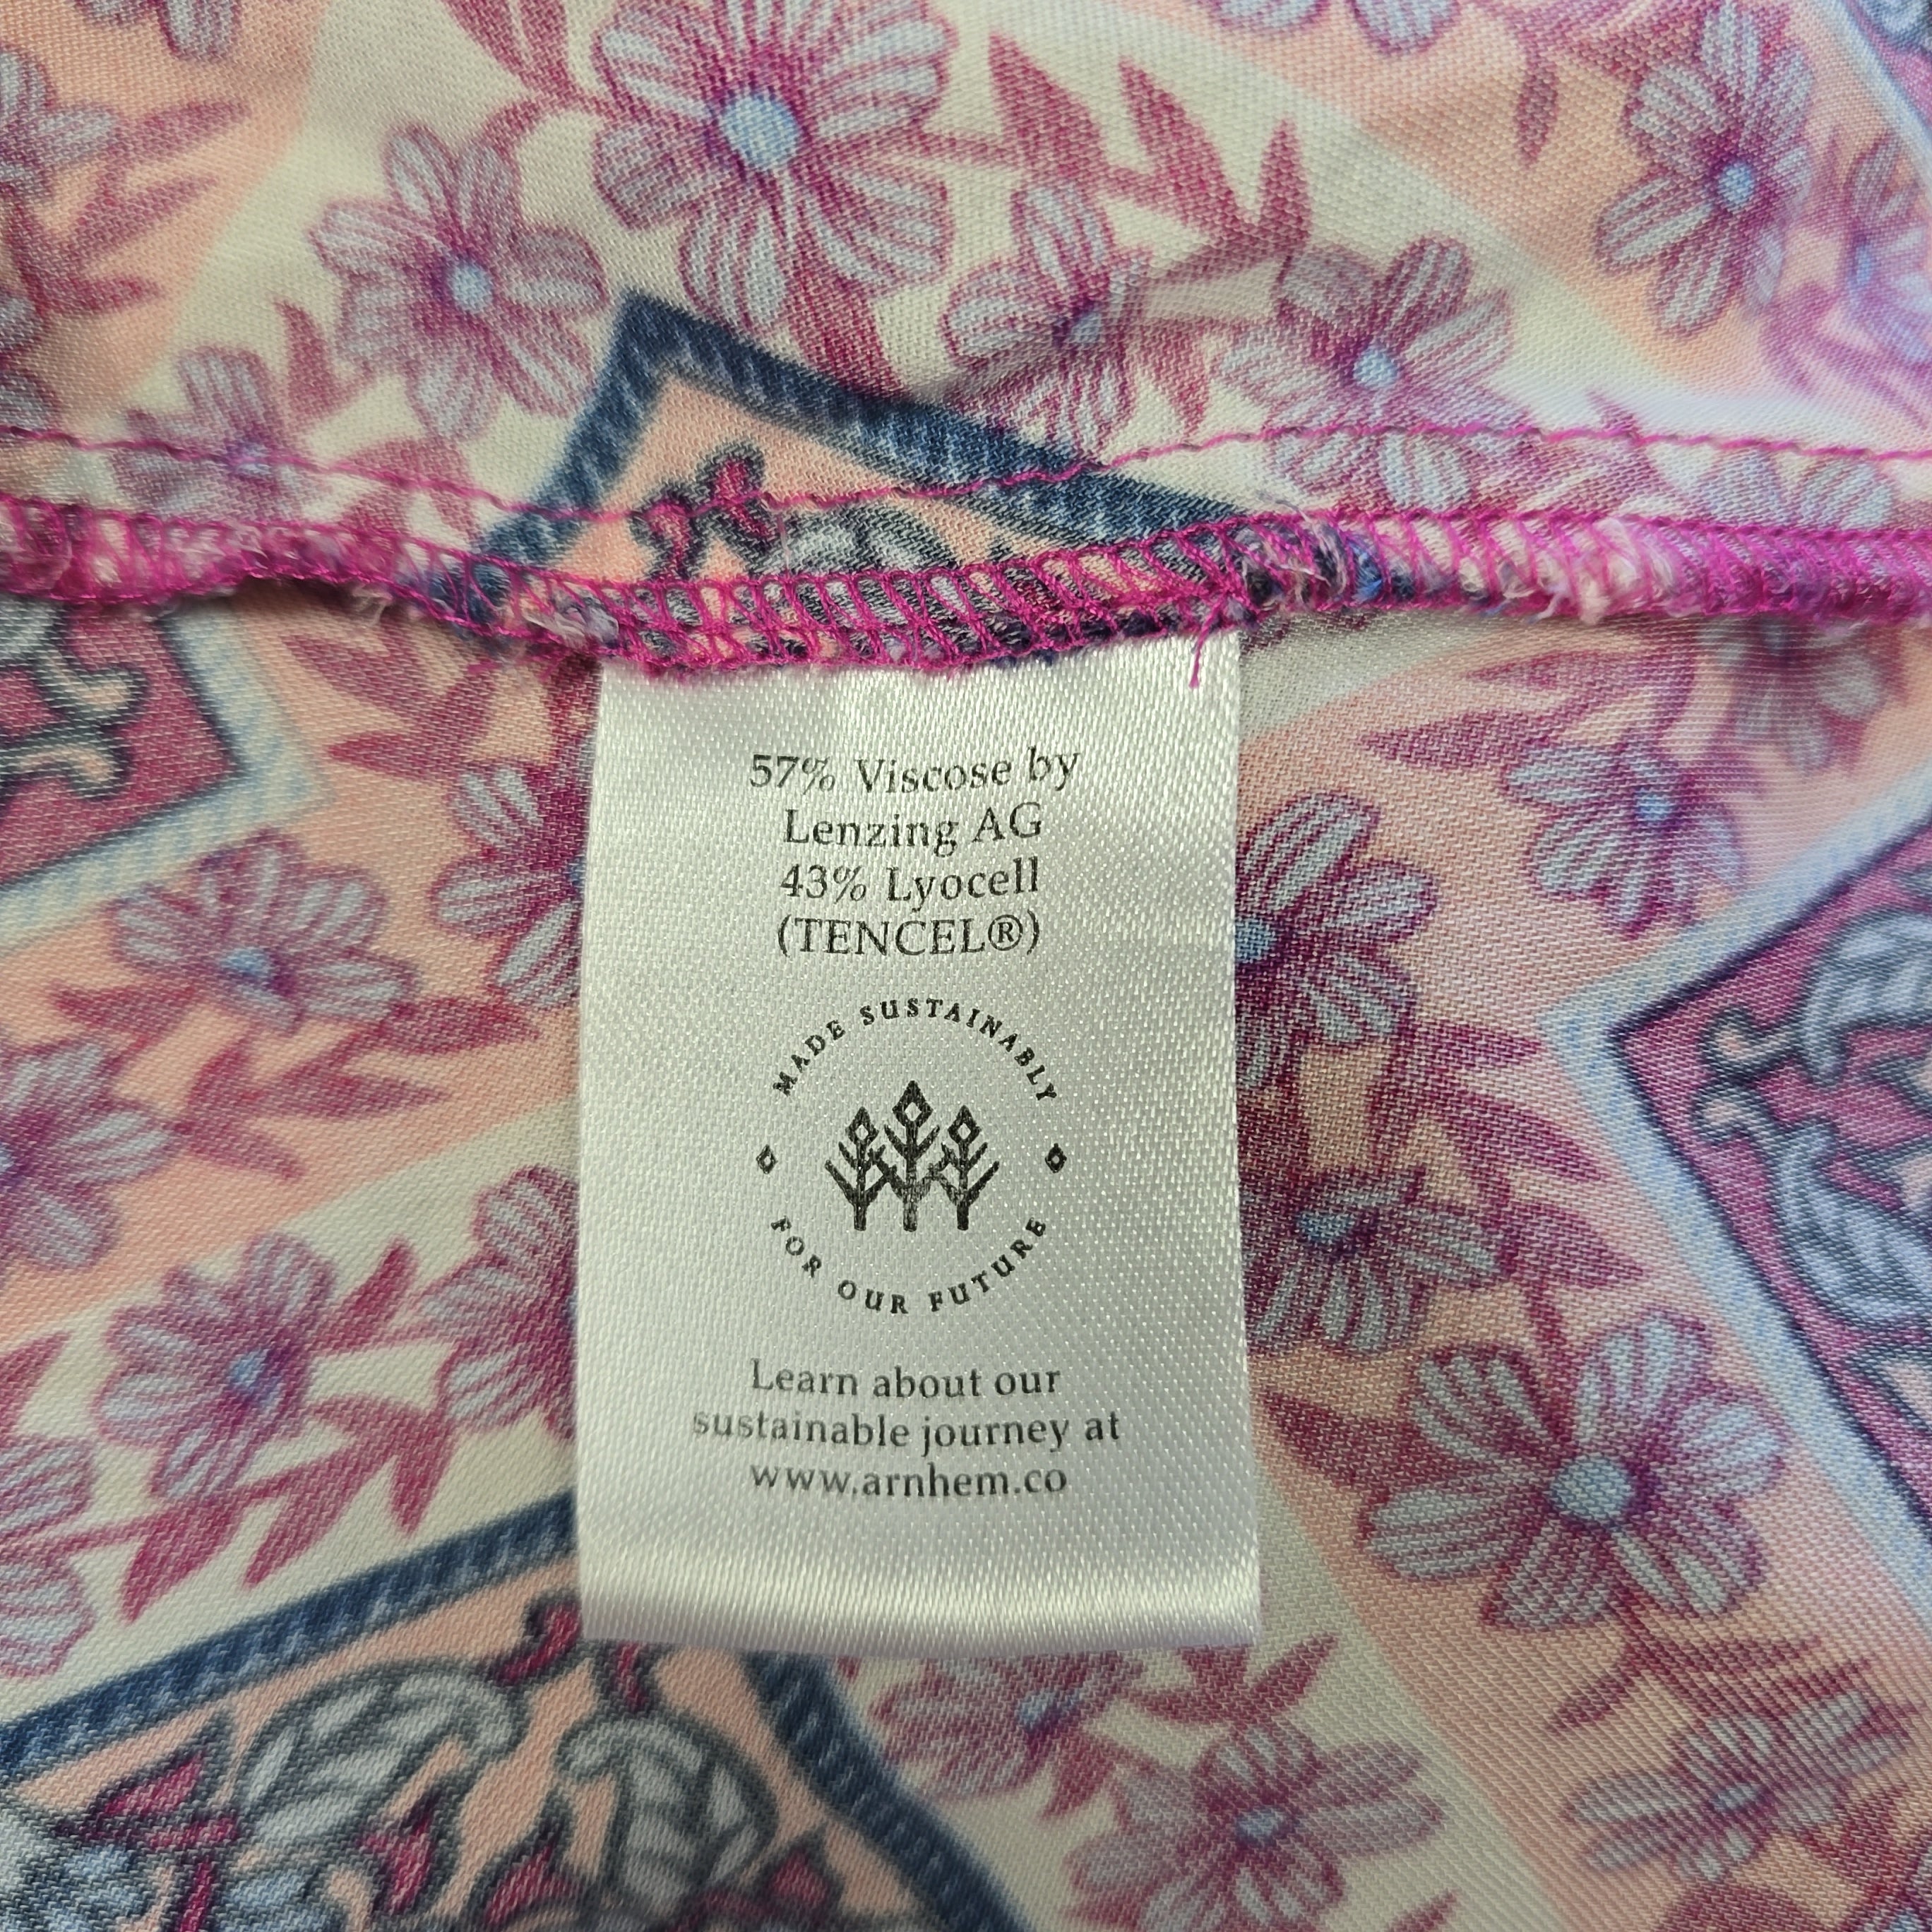 57% Viscose by
Lenzing AG
43% Lyocell
(TENCEL®)
MADE SUSTAINABLY
FOR OUR FUTURE
Learn about our
sustainable journey at
www.arnhem.co